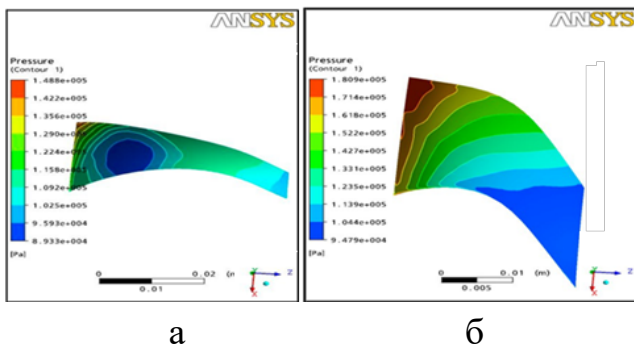 ANSYS
Pressure
(Contour 1)
1.488e+005
1.422e+005
1.356e+005
1.290e+005
1.224e+005
1.158e+005
1.092e+005
1.025e+005
9.593e+004
8.933e+004
[Pa]
0 0.02 (m
0.01
Y Z
X
ANSYS
Pressure
(Contour 1)
1.809e+005
1.714e+005
1.618e+005
1.522e+005
1.427e+005
1.331e+005
1.235e+005
1.139e+005
1.044e+005
9.479e+004
[Pa]
0 0.01 (m)
0.005
Y Z
X
а б